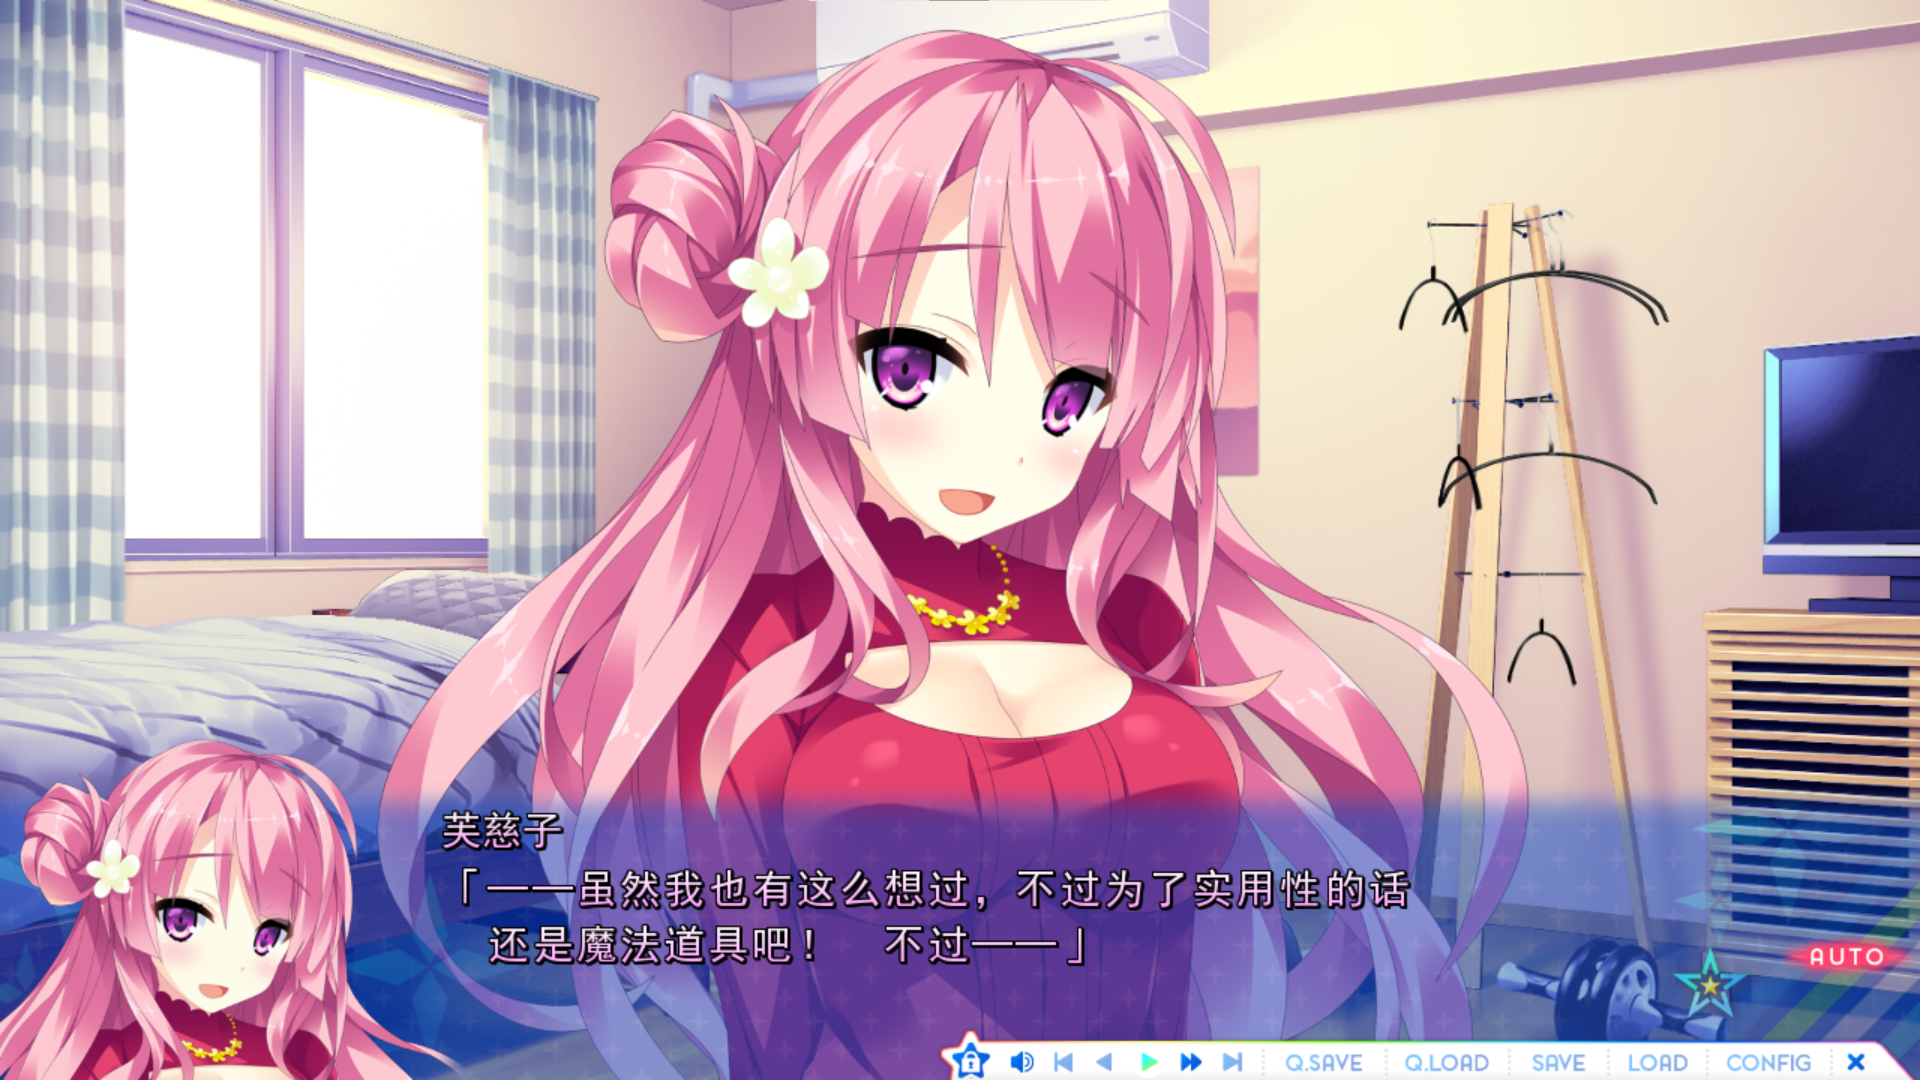 芙慈子
「——虽然我也有这么想过，不过为了实用性的话
还是魔法道具吧！　不过——」
AUTO
Q.SAVE Q.LOAD SAVE LOAD CONFIG